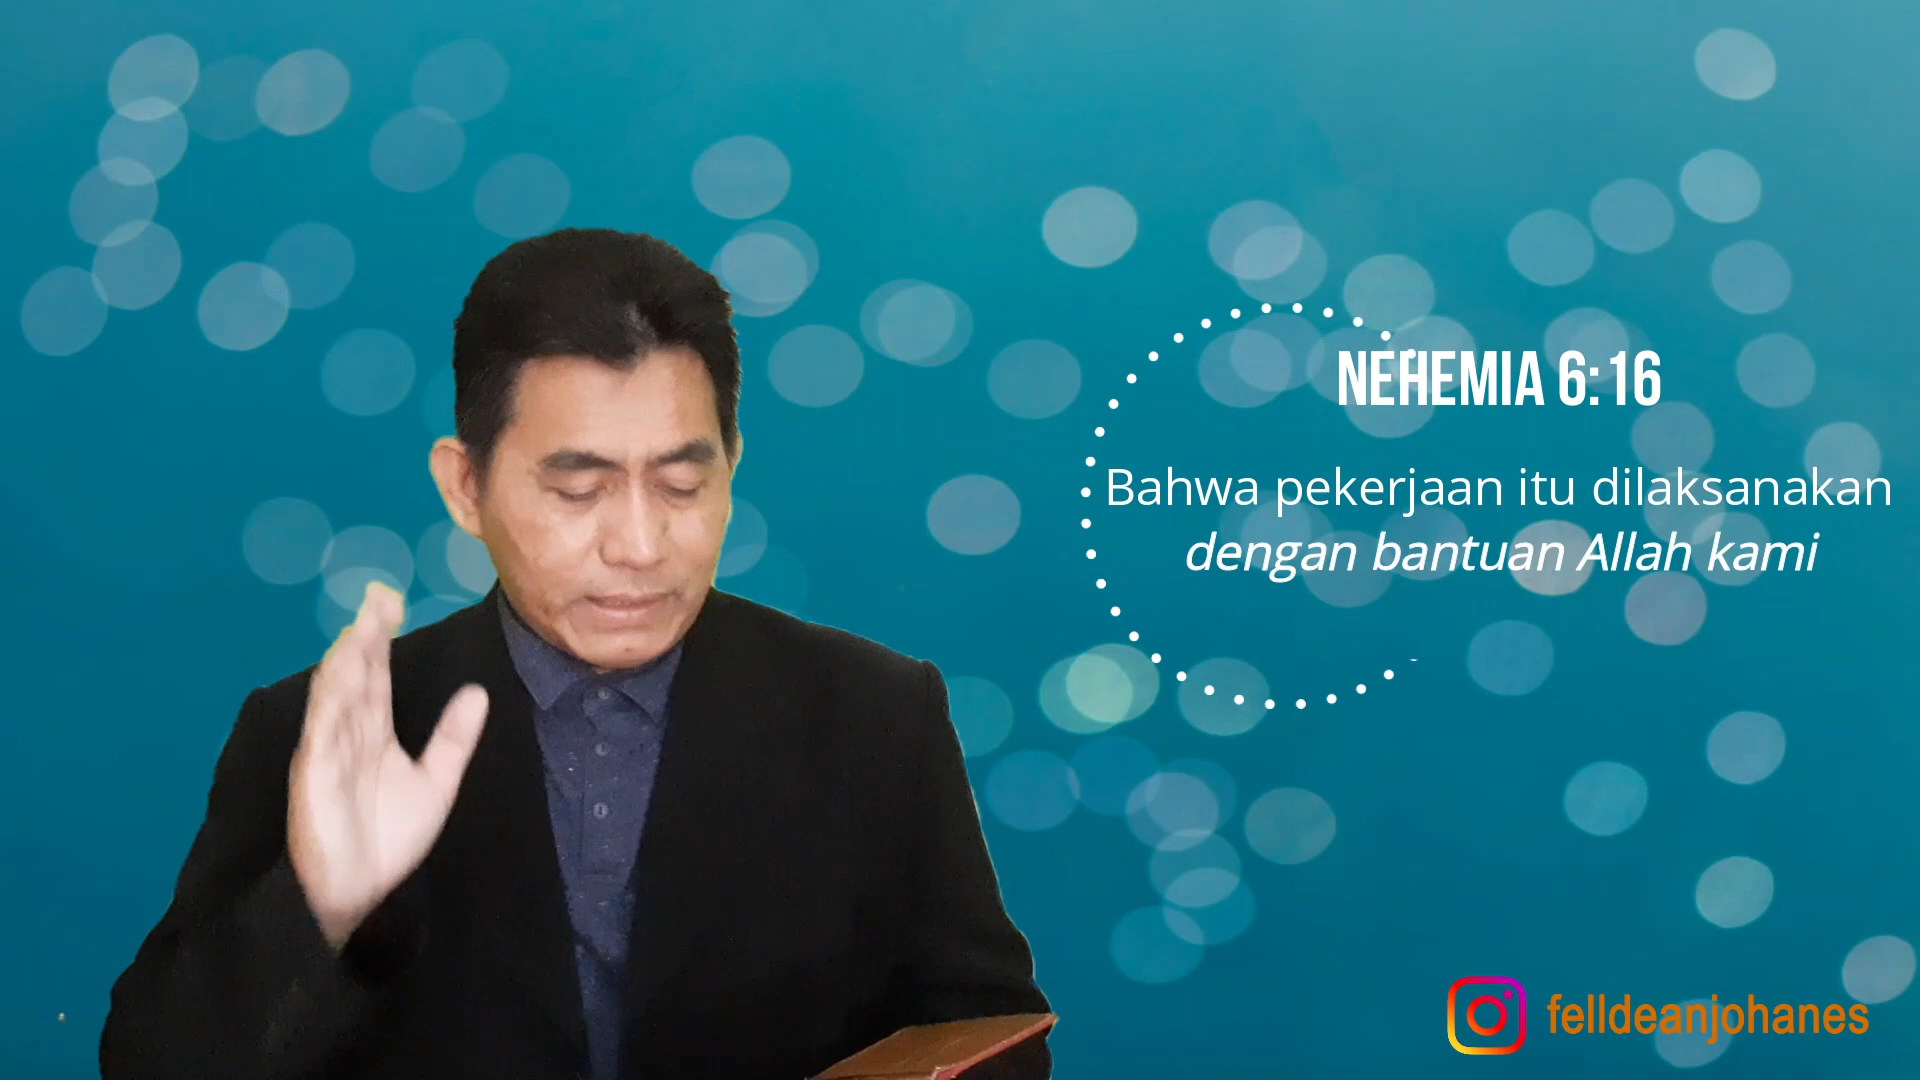 NEHEMIA 6:16
Bahwa pekerjaan itu dilaksanakan
dengan bantuan Allah kami
felldeanjohanes